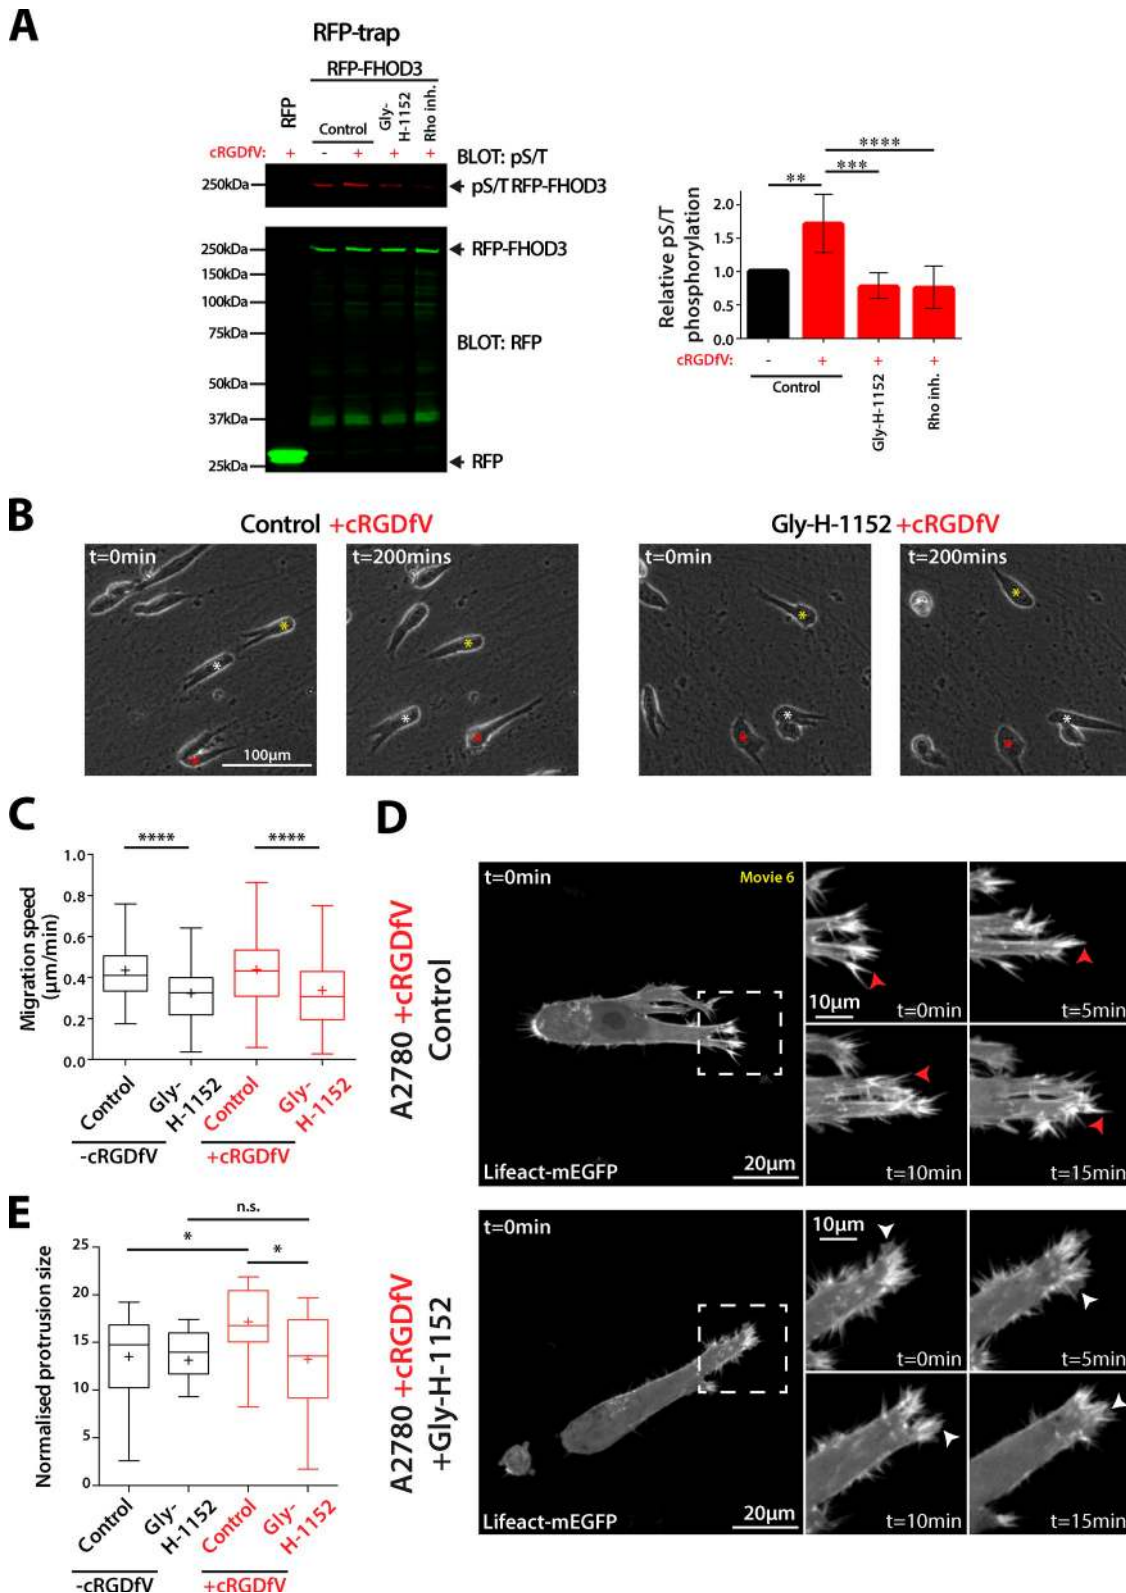 A
RFP-trap
RFP-FHOD3
RFP
Control
Gly-
H-1152
Rho inh.
cRGDfV: + - + + +
BLOT: pS/T
250kDa
pS/T RFP-FHOD3
250kDa
RFP-FHOD3
150kDa
100kDa
75kDa
BLOT: RFP
50kDa
37kDa
25kDa
RFP
**** 
***
**
Relative pS/T
phosphorylation
2.0
1.5
1.0
0.5
0.0
cRGDfV: - + + +
Control
Gly-H-1152
Rho inh.
B
Control +cRGDfV
Gly-H-1152 +cRGDfV
t=0min
t=200mins
t=0min
t=200mins
* * *
* * *
* * *
* * *
100µm
C
**** ****
Migration speed
(µm/min)
1.0
0.8
0.6
0.4
0.2
0.0
Control
Gly-
H-1152
Control
Gly-
H-1152
-cRGDfV
+cRGDfV
D
A2780 +cRGDfV
Control
t=0min
Movie 6
Lifeact-mEGFP
20µm
10µm
t=0min
t=5min
t=10min
t=15min
A2780 +cRGDfV
+Gly-H-1152
t=0min
Lifeact-mEGFP
20µm
10µm
t=0min
t=5min
t=10min
t=15min
E
n.s.
* *
Normalised protrusion size
25
20
15
10
5
0
Control
Gly-
H-1152
Control
Gly-
H-1152
-cRGDfV
+cRGDfV